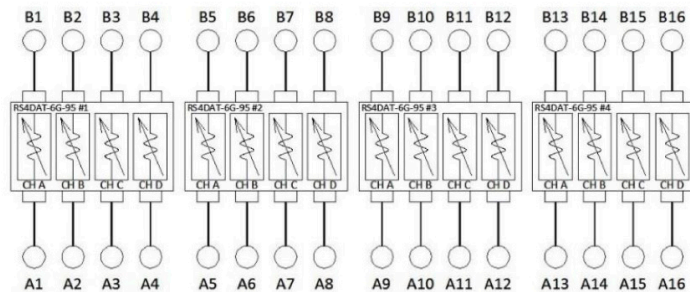 B1 B2 B3 B4 B5 B6 B7 B8 B9 B10 B11 B12 B13 B14 B15 B16
RS4DAT-6G-95 #1 RS4DAT-6G-95 #2 RS4DAT-6G-95 #3 RS4DAT-6G-95 #4
CH A CH B CH C CH D CH A CH B CH C CH D CH A CH B CH C CH D CH A CH B CH C CH D
A1 A2 A3 A4 A5 A6 A7 A8 A9 A10 A11 A12 A13 A14 A15 A16